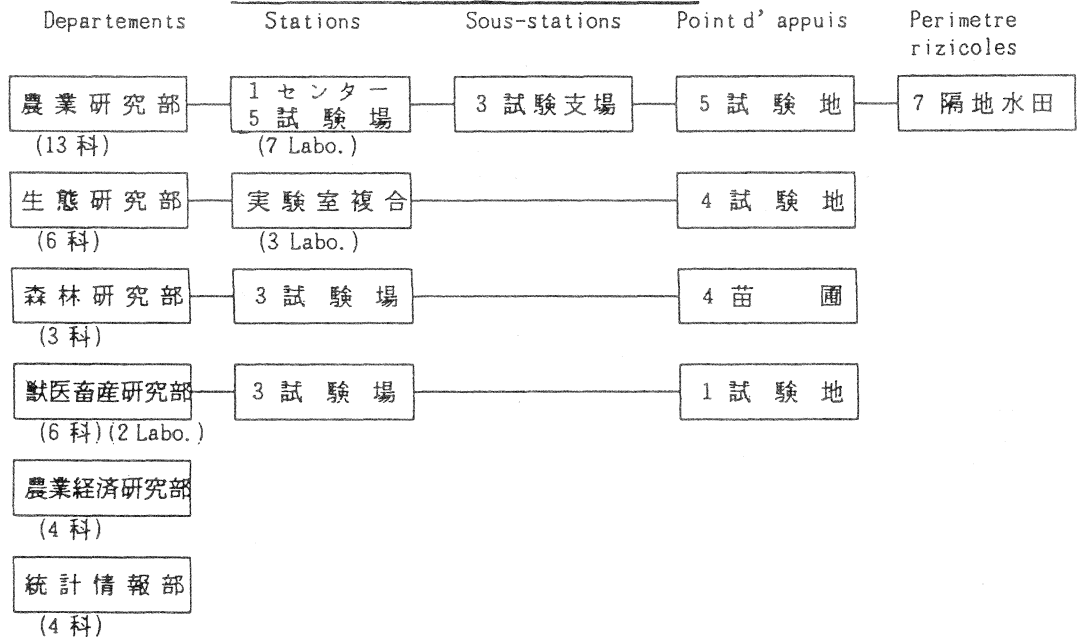 Departements Stations Sous-stations Point d' appuis Perimetre
rizicoles
農業研究部 1 センター 3 試験支場 5 試験地 7 隔地水田
5 試験場
(13 科) (7 Labo.)
生態研究部 実験室複合 4 試験地
(6 科) (3 Labo.)
森林研究部 3 試験場 4 苗圃
(3 科)
獣医畜産研究部 3 試験場 1 試験地
(6 科) (2 Labo.)
農業経済研究部
(4 科)
統計情報部
(4 科)